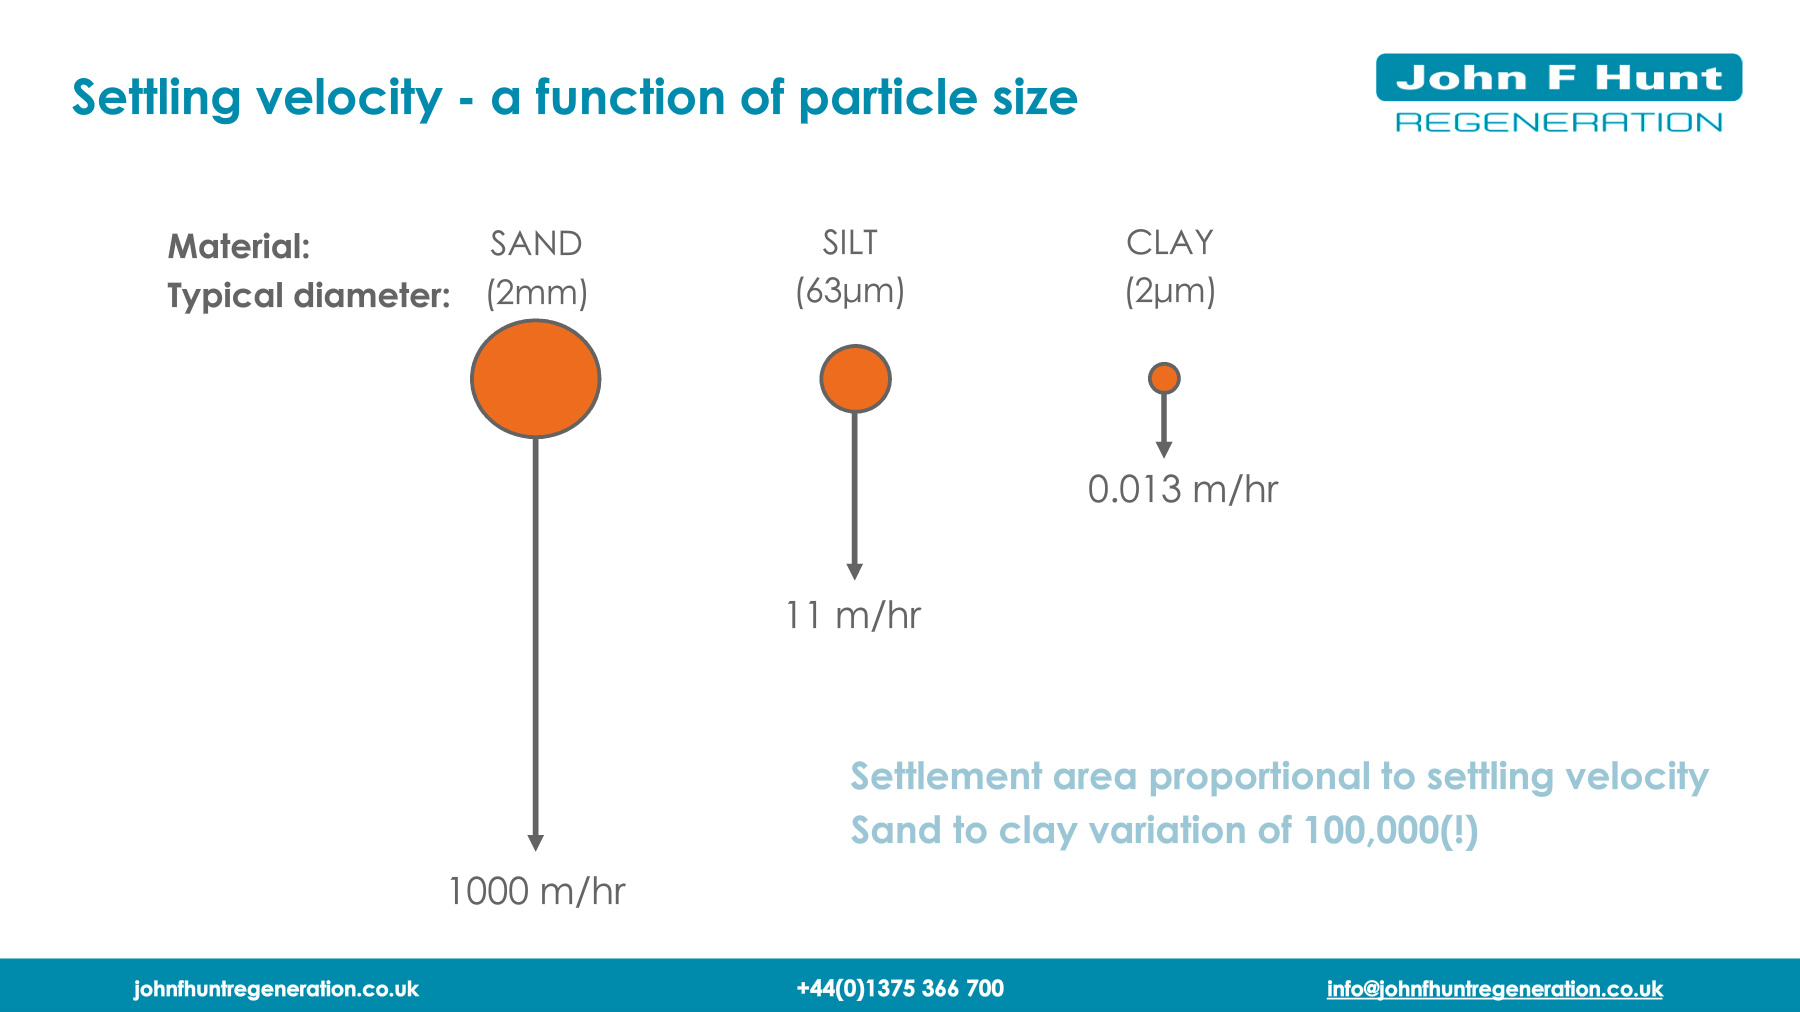 Settling velocity - a function of particle size
John F Hunt
REGENERATION
Material: SAND SILT CLAY
Typical diameter: (2mm) (63µm) (2µm)
0.013 m/hr
11 m/hr
Settlement area proportional to settling velocity
Sand to clay variation of 100,000(!)
1000 m/hr
johnfhuntregeneration.co.uk +44(0)1375 366 700 info@johnfhuntregeneration.co.uk